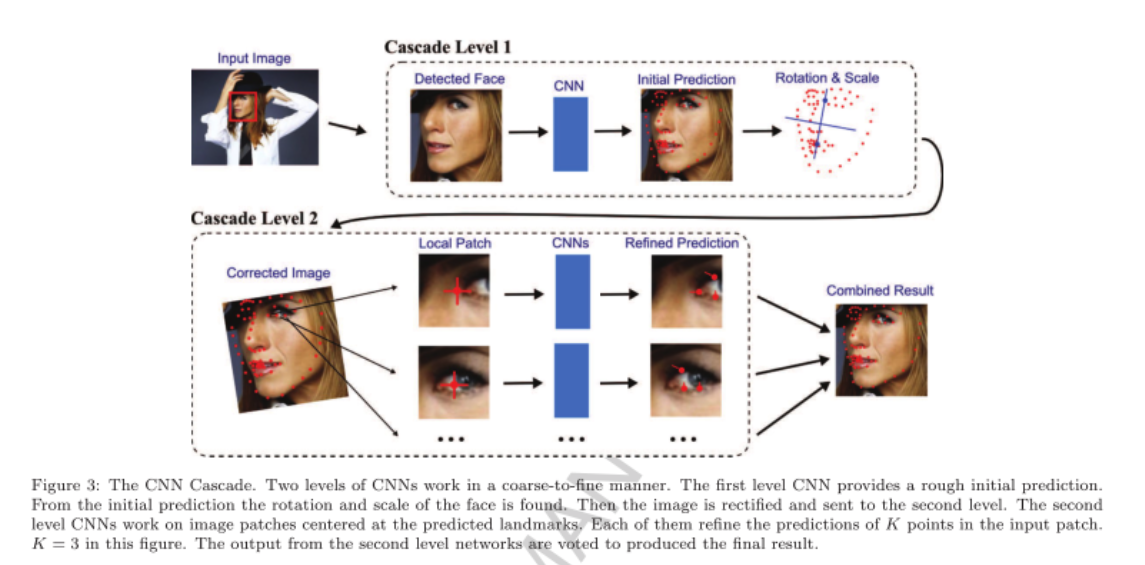 Cascade Level 1
Input Image
Detected Face
CNN
Initial Prediction
Rotation & Scale
Cascade Level 2
Local Patch
CNNs
Refined Prediction
Corrected Image
Combined Result
...
...
...
MAN
Figure 3: The CNN Cascade. Two levels of CNNs work in a coarse-to-fine manner. The first level CNN provides a rough initial prediction.
From the initial prediction the rotation and scale of the face is found. Then the image is rectified and sent to the second level. The second
level CNNs work on image patches centered at the predicted landmarks. Each of them refine the predictions of K points in the input patch.
K = 3 in this figure. The output from the second level networks are voted to produced the final result.